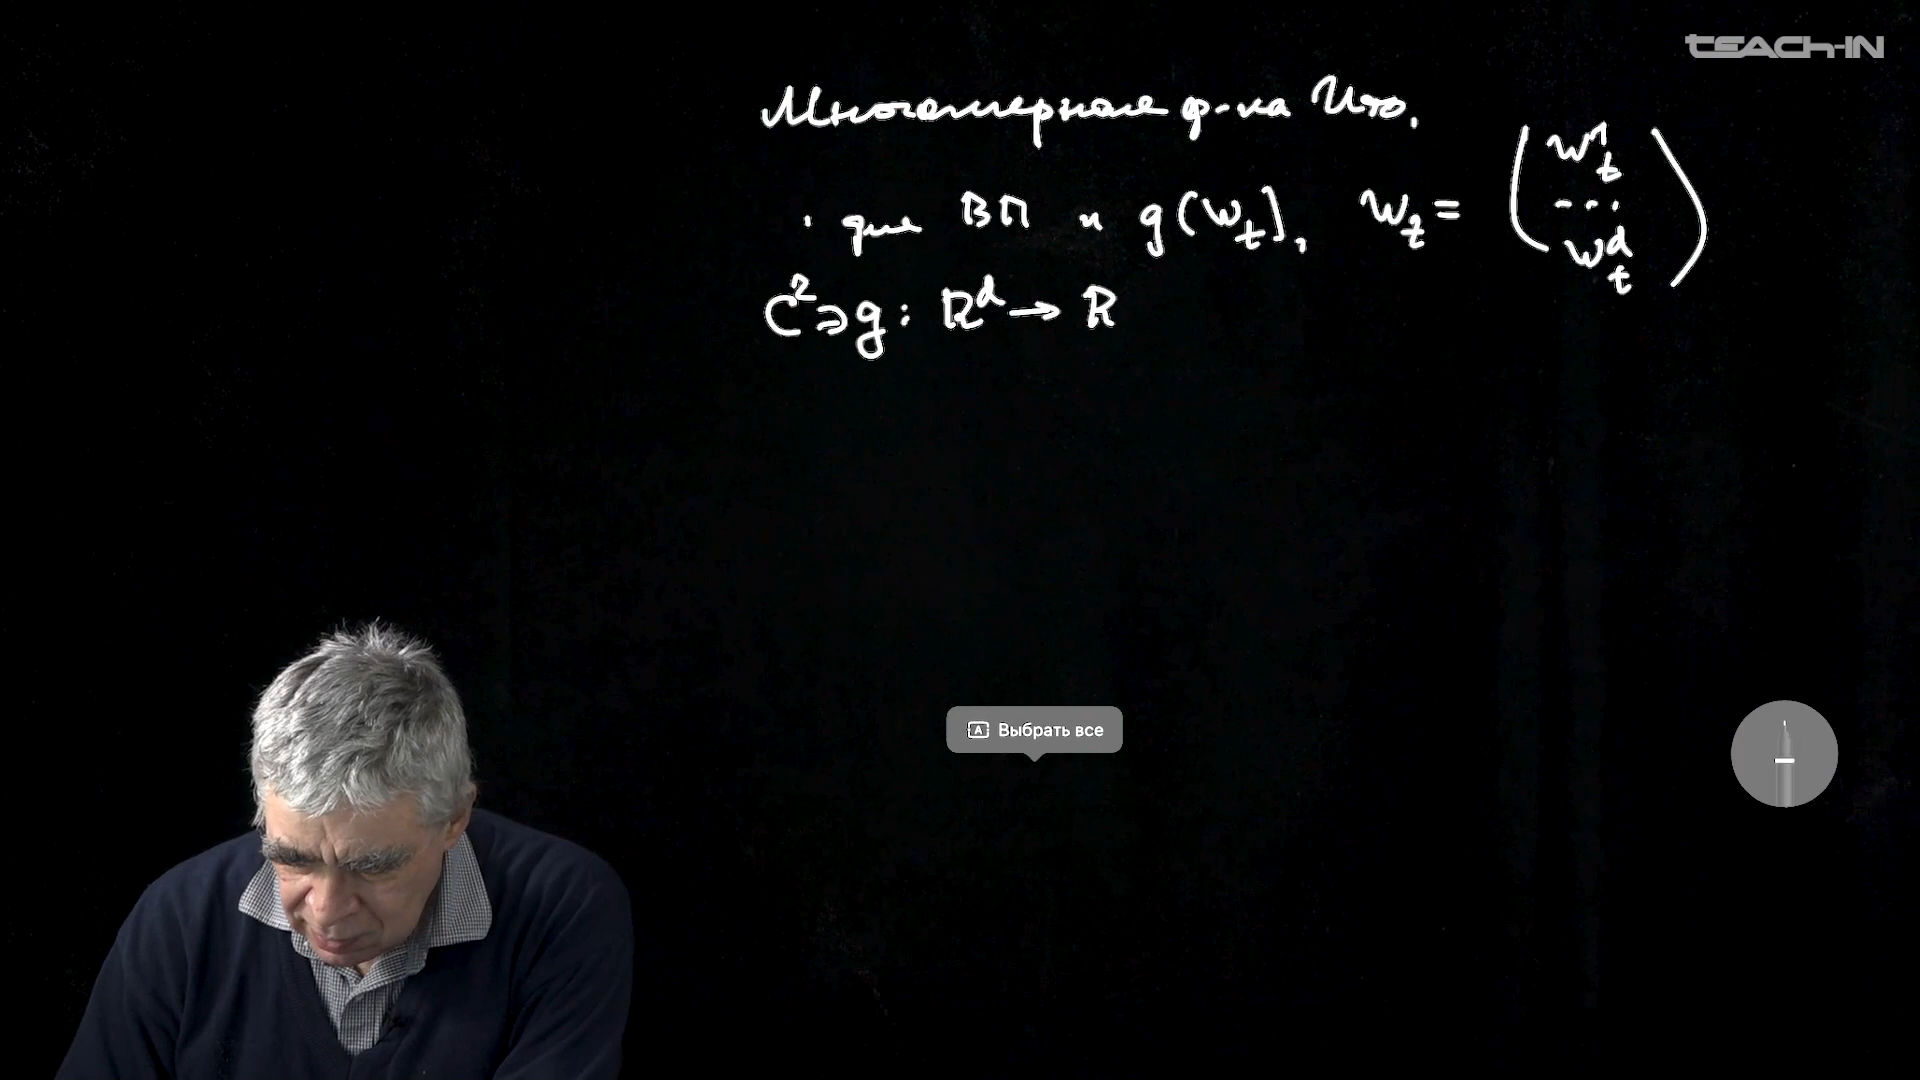 TEACH-IN
Многомерная ф-ла Ито.
· для ВП и g(W_t), W_t = (W_t^1 ... W_t^d)
C^2 ∋ g : ℝ^d → ℝ
Выбрать все